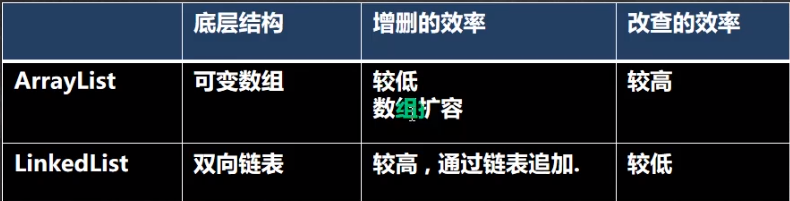 底层结构 增删的效率 改查的效率
ArrayList 可变数组 较低 较高
数组扩容
LinkedList 双向链表 较高 , 通过链表追加. 较低